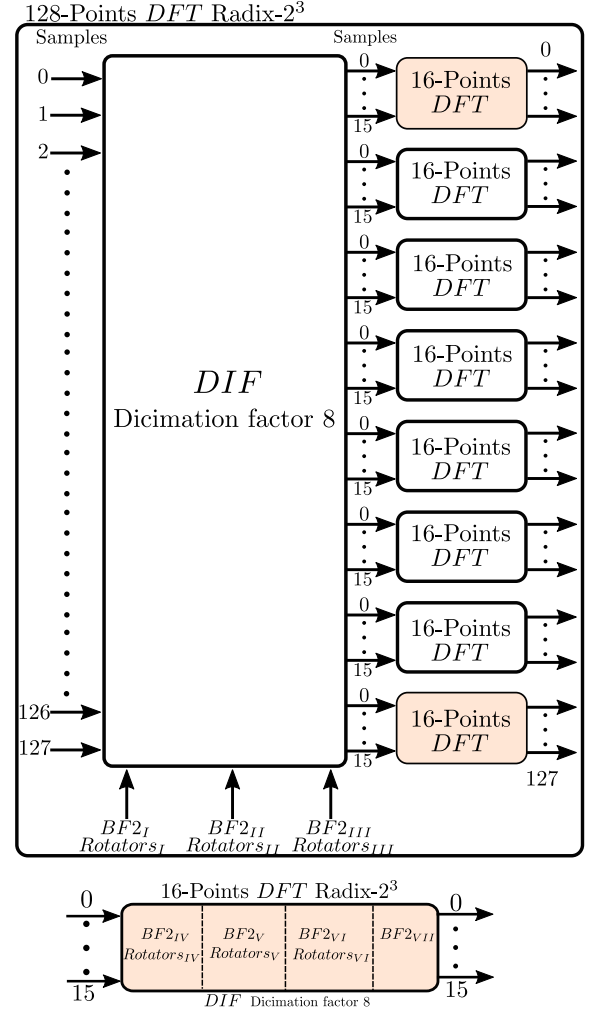 128-Points DFT Radix-2³
Samples
Samples
0
1
2
126
127
DIF
Dicimation factor 8
0
15
16-Points
DFT
0
0
15
16-Points
DFT
0
15
16-Points
DFT
0
15
16-Points
DFT
0
15
16-Points
DFT
0
15
16-Points
DFT
0
15
16-Points
DFT
0
15
16-Points
DFT
127
BF2_I
Rotators_I
BF2_II
Rotators_II
BF2_III
Rotators_III
16-Points DFT Radix-2³
0
15
BF2_IV
Rotators_IV
BF2_V
Rotators_V
BF2_VI
Rotators_VI
BF2_VII
0
15
DIF Dicimation factor 8